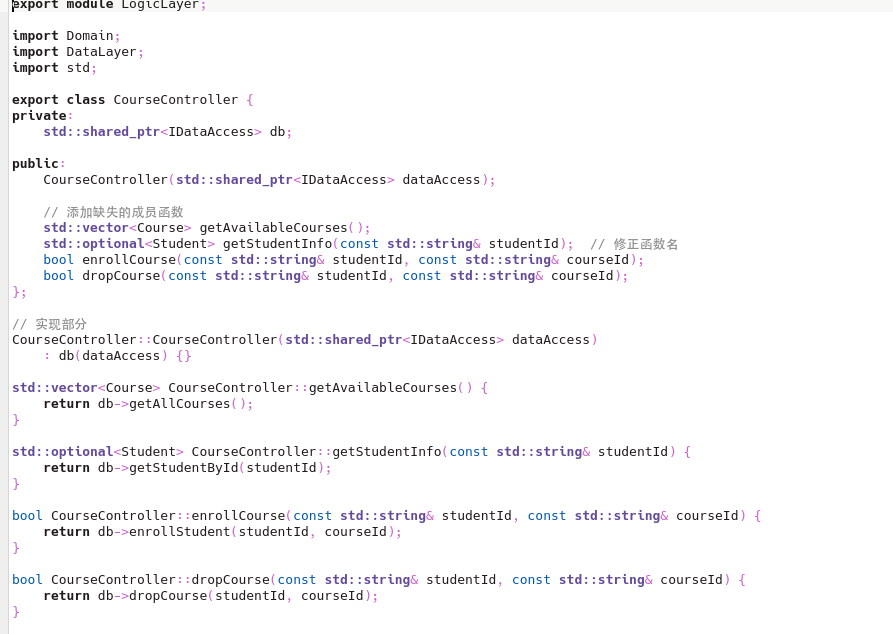 export module LogicLayer;
import Domain;
import DataLayer;
import std;
export class CourseController {
private:
    std::shared_ptr<IDataAccess> db;
public:
    CourseController(std::shared_ptr<IDataAccess> dataAccess);
    // 添加缺失的成员函数
    std::vector<Course> getAvailableCourses();
    std::optional<Student> getStudentInfo(const std::string& studentId);  // 修正函数名
    bool enrollCourse(const std::string& studentId, const std::string& courseId);
    bool dropCourse(const std::string& studentId, const std::string& courseId);
};
// 实现部分
CourseController::CourseController(std::shared_ptr<IDataAccess> dataAccess)
    : db(dataAccess) {}
std::vector<Course> CourseController::getAvailableCourses() {
    return db->getAllCourses();
}
std::optional<Student> CourseController::getStudentInfo(const std::string& studentId) {
    return db->getStudentById(studentId);
}
bool CourseController::enrollCourse(const std::string& studentId, const std::string& courseId) {
    return db->enrollStudent(studentId, courseId);
}
bool CourseController::dropCourse(const std::string& studentId, const std::string& courseId) {
    return db->dropCourse(studentId, courseId);
}